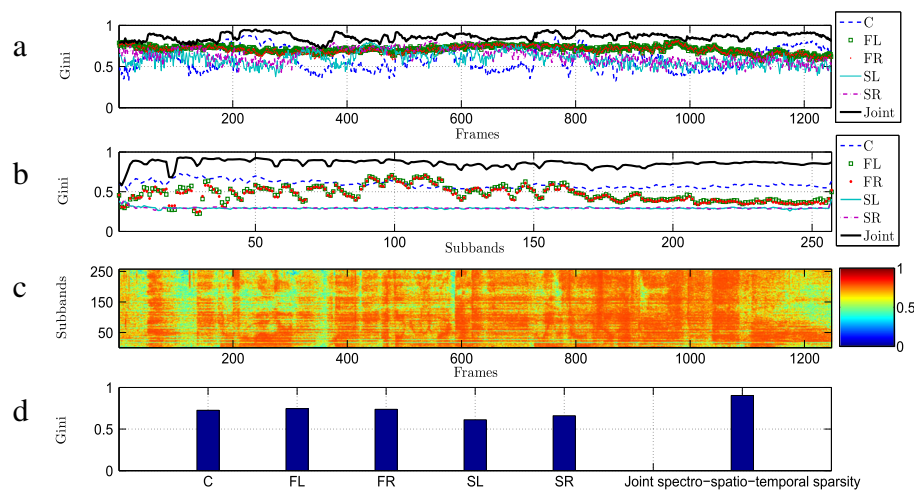 a
Gini
1
0.5
0
200 400 600 800 1000 1200
Frames
C
FL
FR
SL
SR
Joint
b
Gini
1
0.5
0
50 100 150 200 250
Subbands
C
FL
FR
SL
SR
Joint
c
Subbands
250
150
50
200 400 600 800 1000 1200
Frames
1
0.5
0
d
Gini
1
0.5
0
C FL FR SL SR Joint spectro-spatio-temporal sparsity